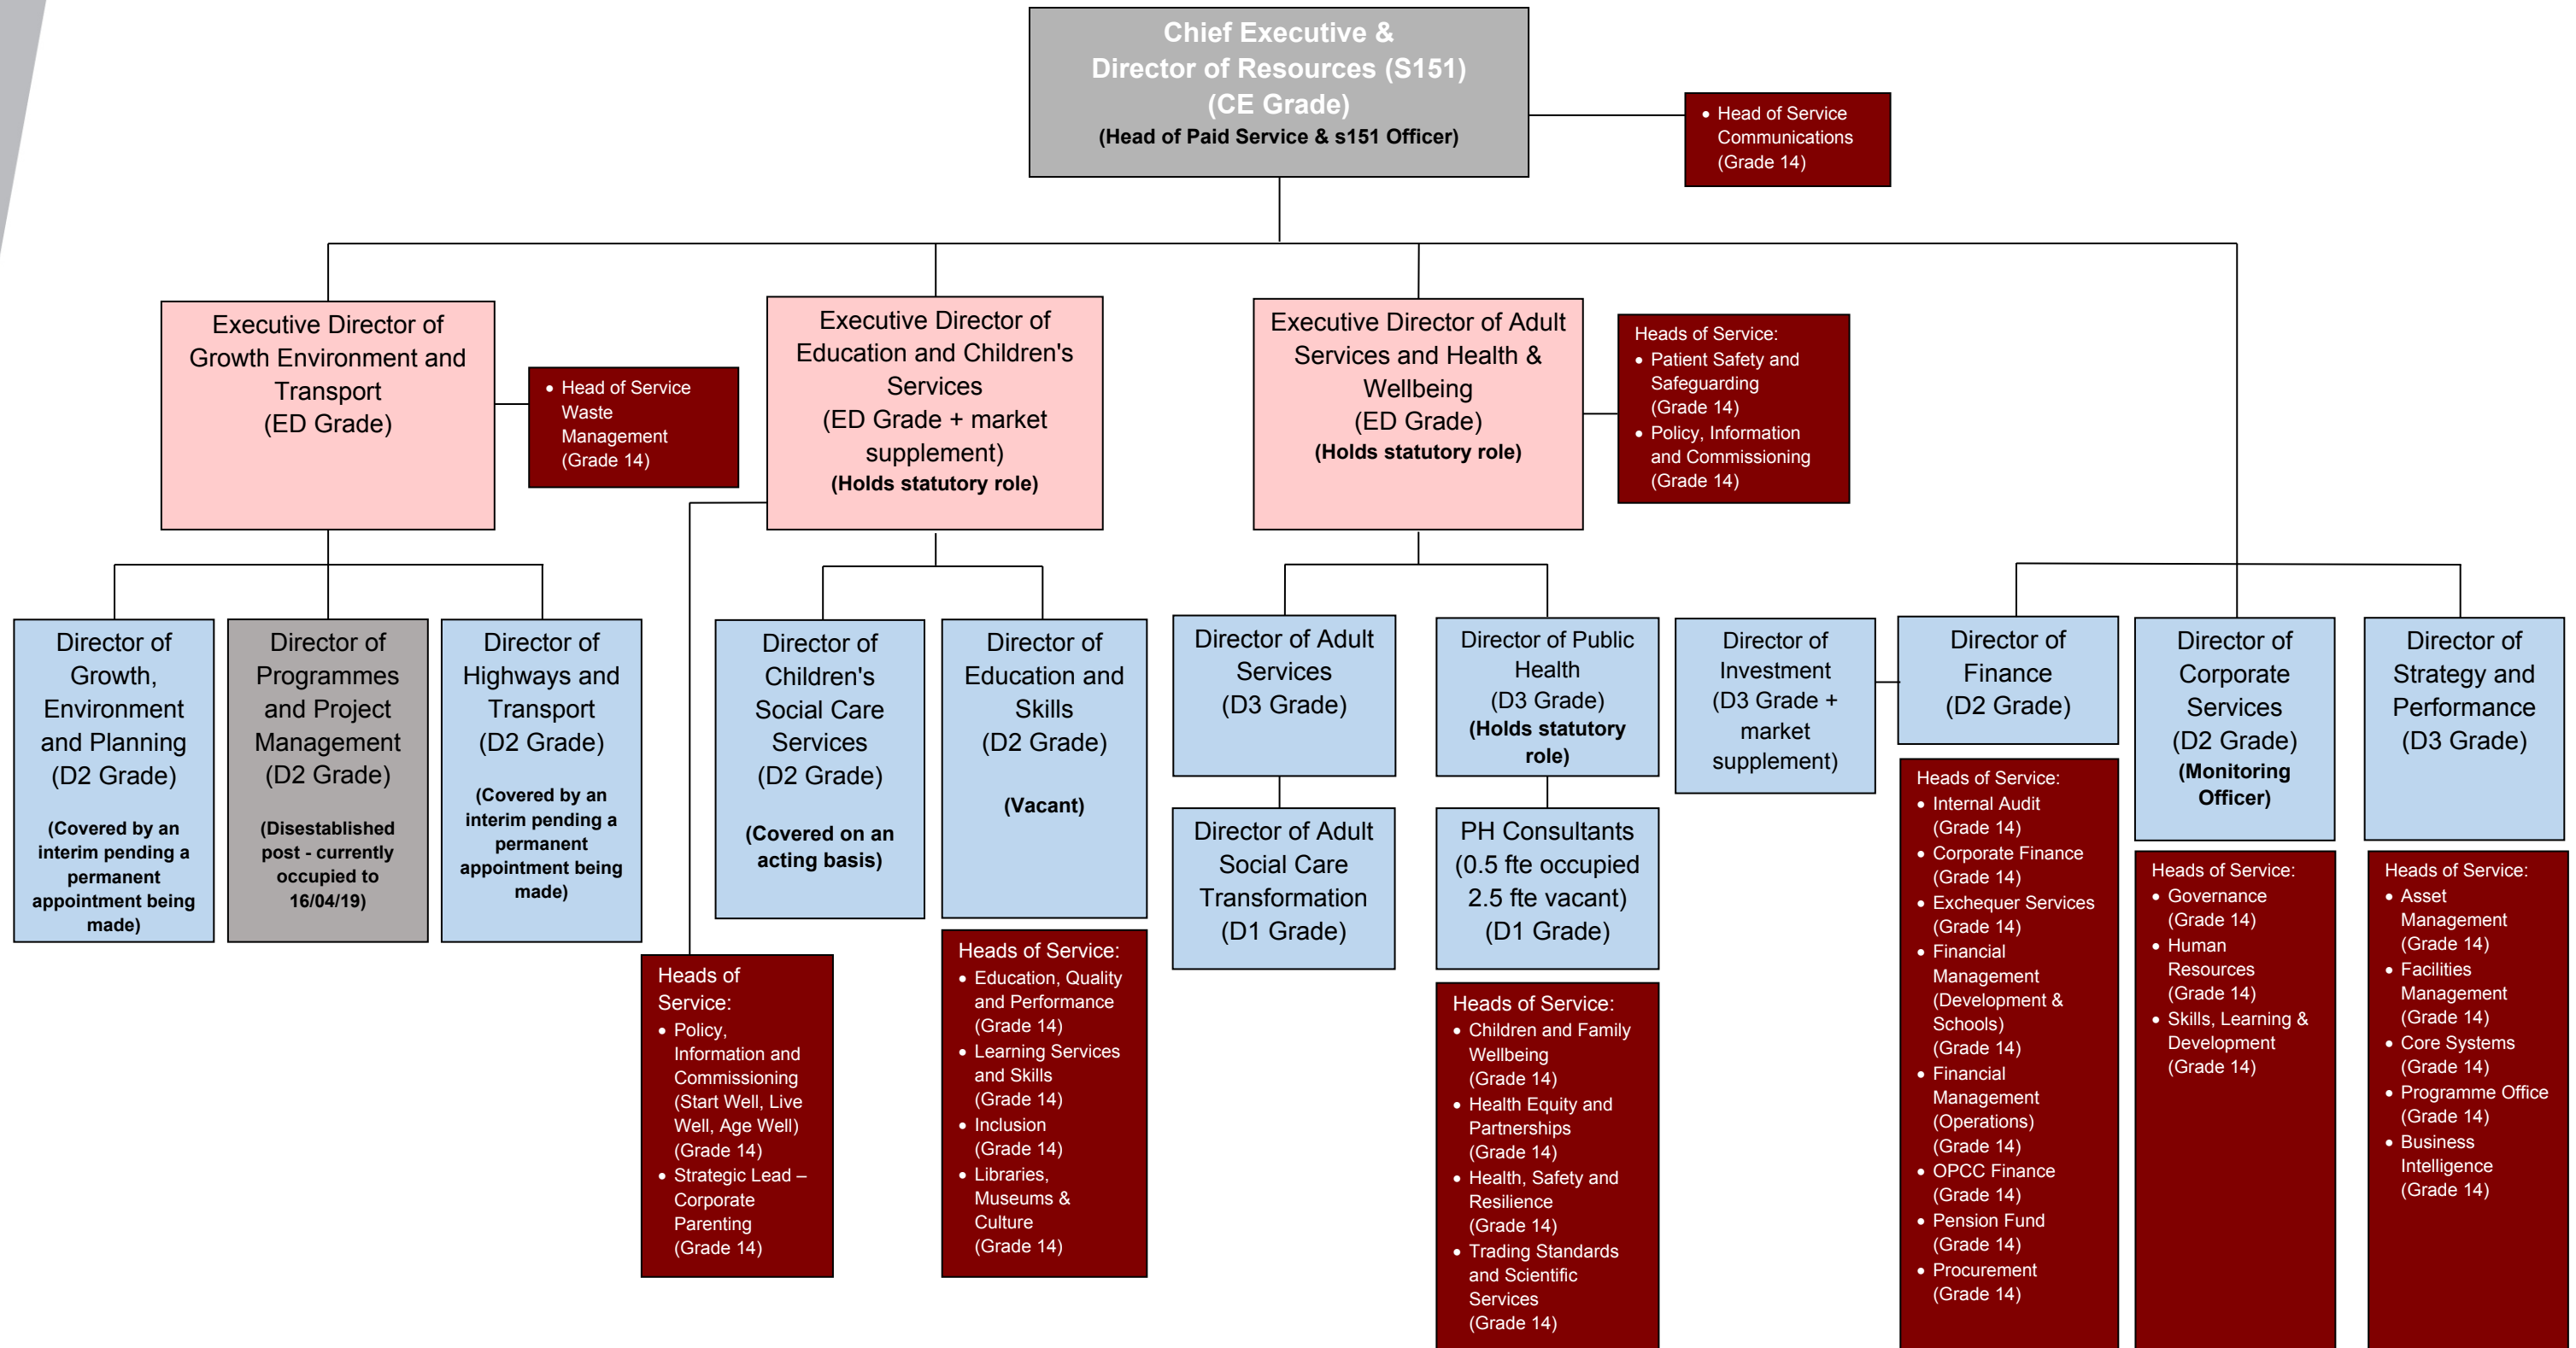 Chief Executive &
Director of Resources (S151)
(CE Grade)
(Head of Paid Service & s151 Officer)
• Head of Service
Communications
(Grade 14)
Executive Director of
Growth Environment and
Transport
(ED Grade)
• Head of Service
Waste
Management
(Grade 14)
Executive Director of
Education and Children's
Services
(ED Grade + market
supplement)
(Holds statutory role)
Executive Director of Adult
Services and Health &
Wellbeing
(ED Grade)
(Holds statutory role)
Heads of Service:
• Patient Safety and
Safeguarding
(Grade 14)
• Policy, Information
and Commissioning
(Grade 14)
Director of
Growth,
Environment
and Planning
(D2 Grade)
(Covered by an
interim pending a
permanent
appointment being
made)
Director of
Programmes
and Project
Management
(D2 Grade)
(Disestablished
post - currently
occupied to
16/04/19)
Director of
Highways and
Transport
(D2 Grade)
(Covered by an
interim pending a
permanent
appointment being
made)
Director of
Children's
Social Care
Services
(D2 Grade)
(Covered on an
acting basis)
Director of
Education and
Skills
(D2 Grade)
(Vacant)
Director of Adult
Services
(D3 Grade)
Director of Public
Health
(D3 Grade)
(Holds statutory
role)
Director of
Investment
(D3 Grade +
market
supplement)
Director of
Finance
(D2 Grade)
Director of
Corporate
Services
(D2 Grade)
(Monitoring
Officer)
Director of
Strategy and
Performance
(D3 Grade)
Director of Adult
Social Care
Transformation
(D1 Grade)
PH Consultants
(0.5 fte occupied
2.5 fte vacant)
(D1 Grade)
Heads of
Service:
• Policy,
Information and
Commissioning
(Start Well, Live
Well, Age Well)
(Grade 14)
• Strategic Lead –
Corporate
Parenting
(Grade 14)
Heads of Service:
• Education, Quality
and Performance
(Grade 14)
• Learning Services
and Skills
(Grade 14)
• Inclusion
(Grade 14)
• Libraries,
Museums &
Culture
(Grade 14)
Heads of Service:
• Children and Family
Wellbeing
(Grade 14)
• Health Equity and
Partnerships
(Grade 14)
• Health, Safety and
Resilience
(Grade 14)
• Trading Standards
and Scientific
Services
(Grade 14)
Heads of Service:
• Internal Audit
(Grade 14)
• Corporate Finance
(Grade 14)
• Exchequer Services
(Grade 14)
• Financial
Management
(Development &
Schools)
(Grade 14)
• Financial
Management
(Operations)
(Grade 14)
• OPCC Finance
(Grade 14)
• Pension Fund
(Grade 14)
• Procurement
(Grade 14)
Heads of Service:
• Governance
(Grade 14)
• Human
Resources
(Grade 14)
• Skills, Learning &
Development
(Grade 14)
Heads of Service:
• Asset
Management
(Grade 14)
• Facilities
Management
(Grade 14)
• Core Systems
(Grade 14)
• Programme Office
(Grade 14)
• Business
Intelligence
(Grade 14)